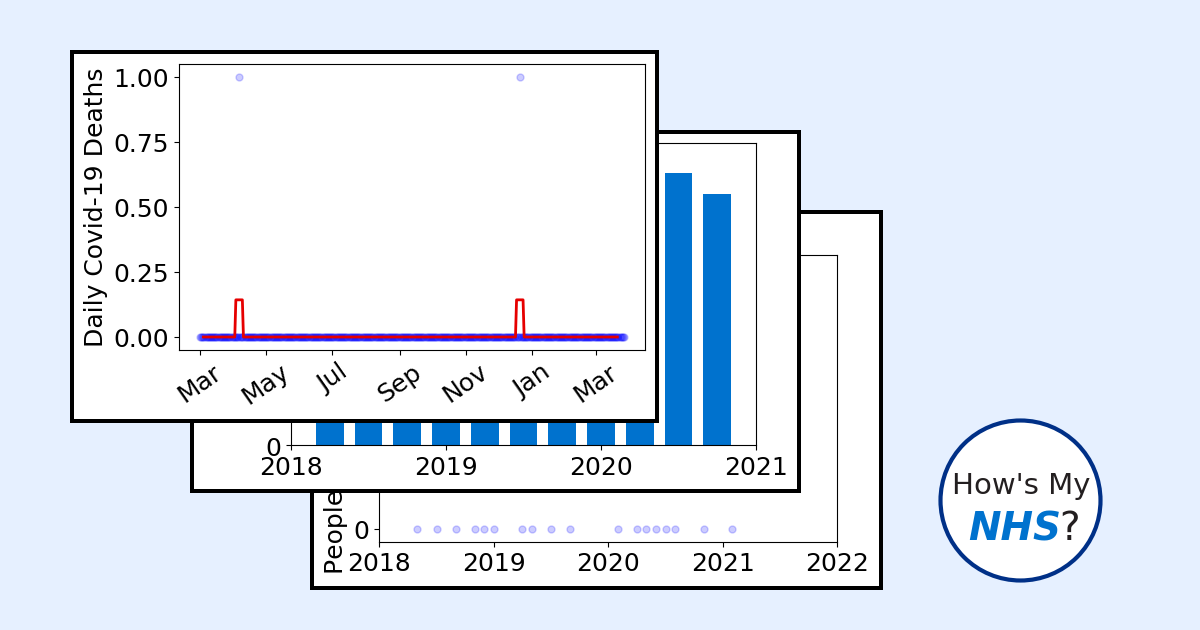 Daily Covid-19 Deaths
1.00
0.75
0.50
0.25
0.00
Mar May Jul Sep Nov Jan Mar
0
2018 2019 2020 2021
People
0
2018 2019 2020 2021 2022
How's My
NHS?